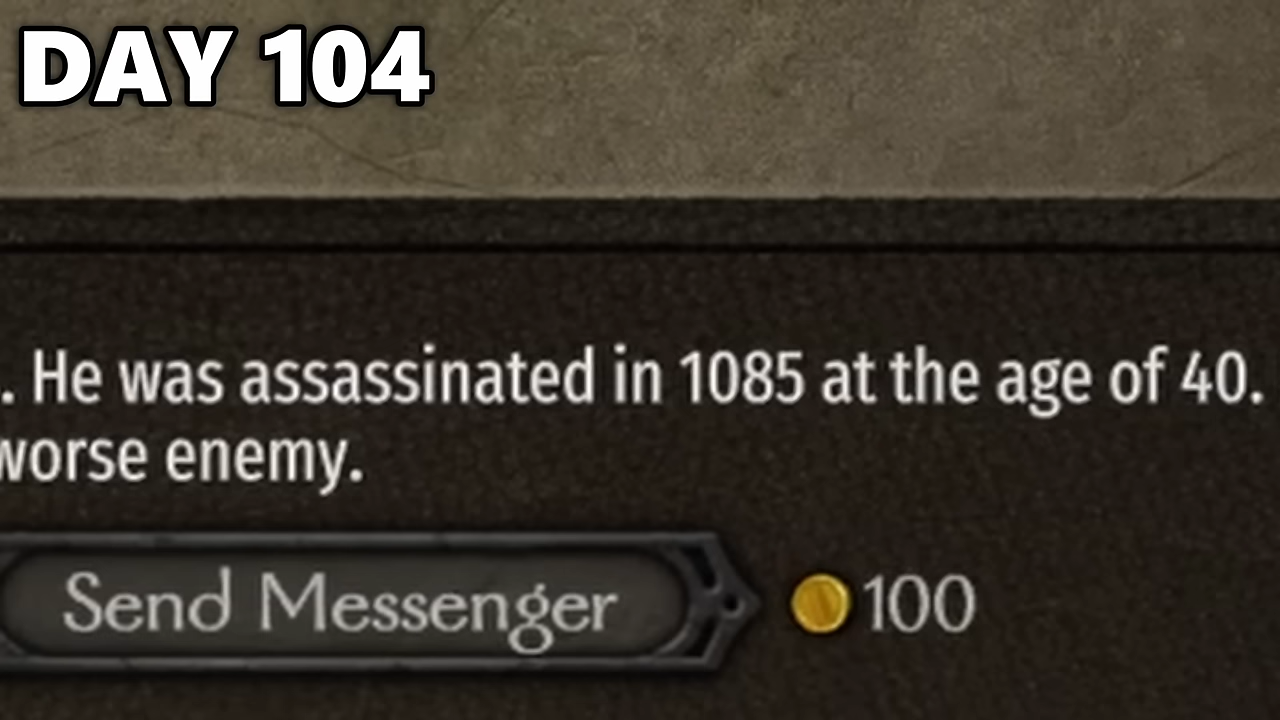 DAY 104
. He was assassinated in 1085 at the age of 40.
worse enemy.
Send Messenger
100